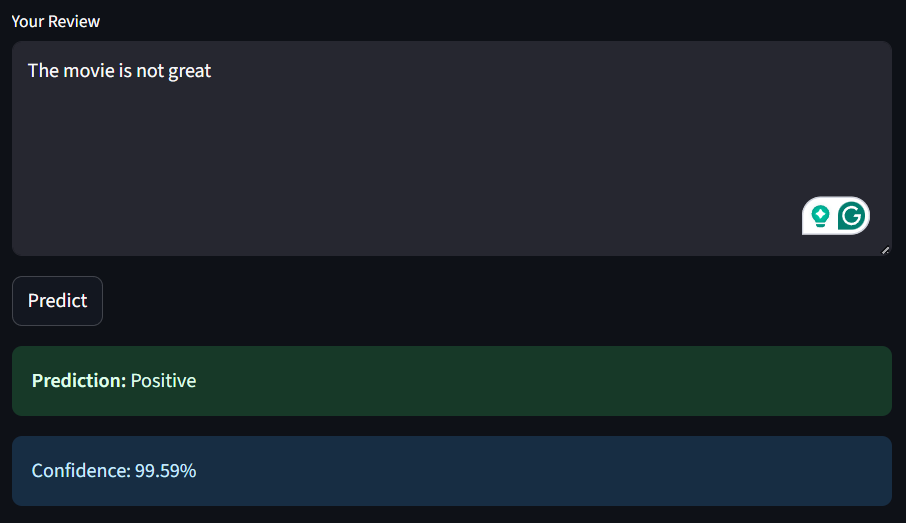 Your Review
The movie is not great
G
Predict
Prediction: Positive
Confidence: 99.59%